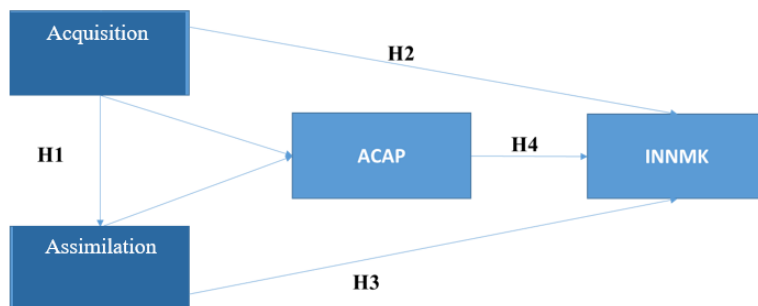 Acquisition
H2
H1
ACAP
H4
INNMK
Assimilation
H3